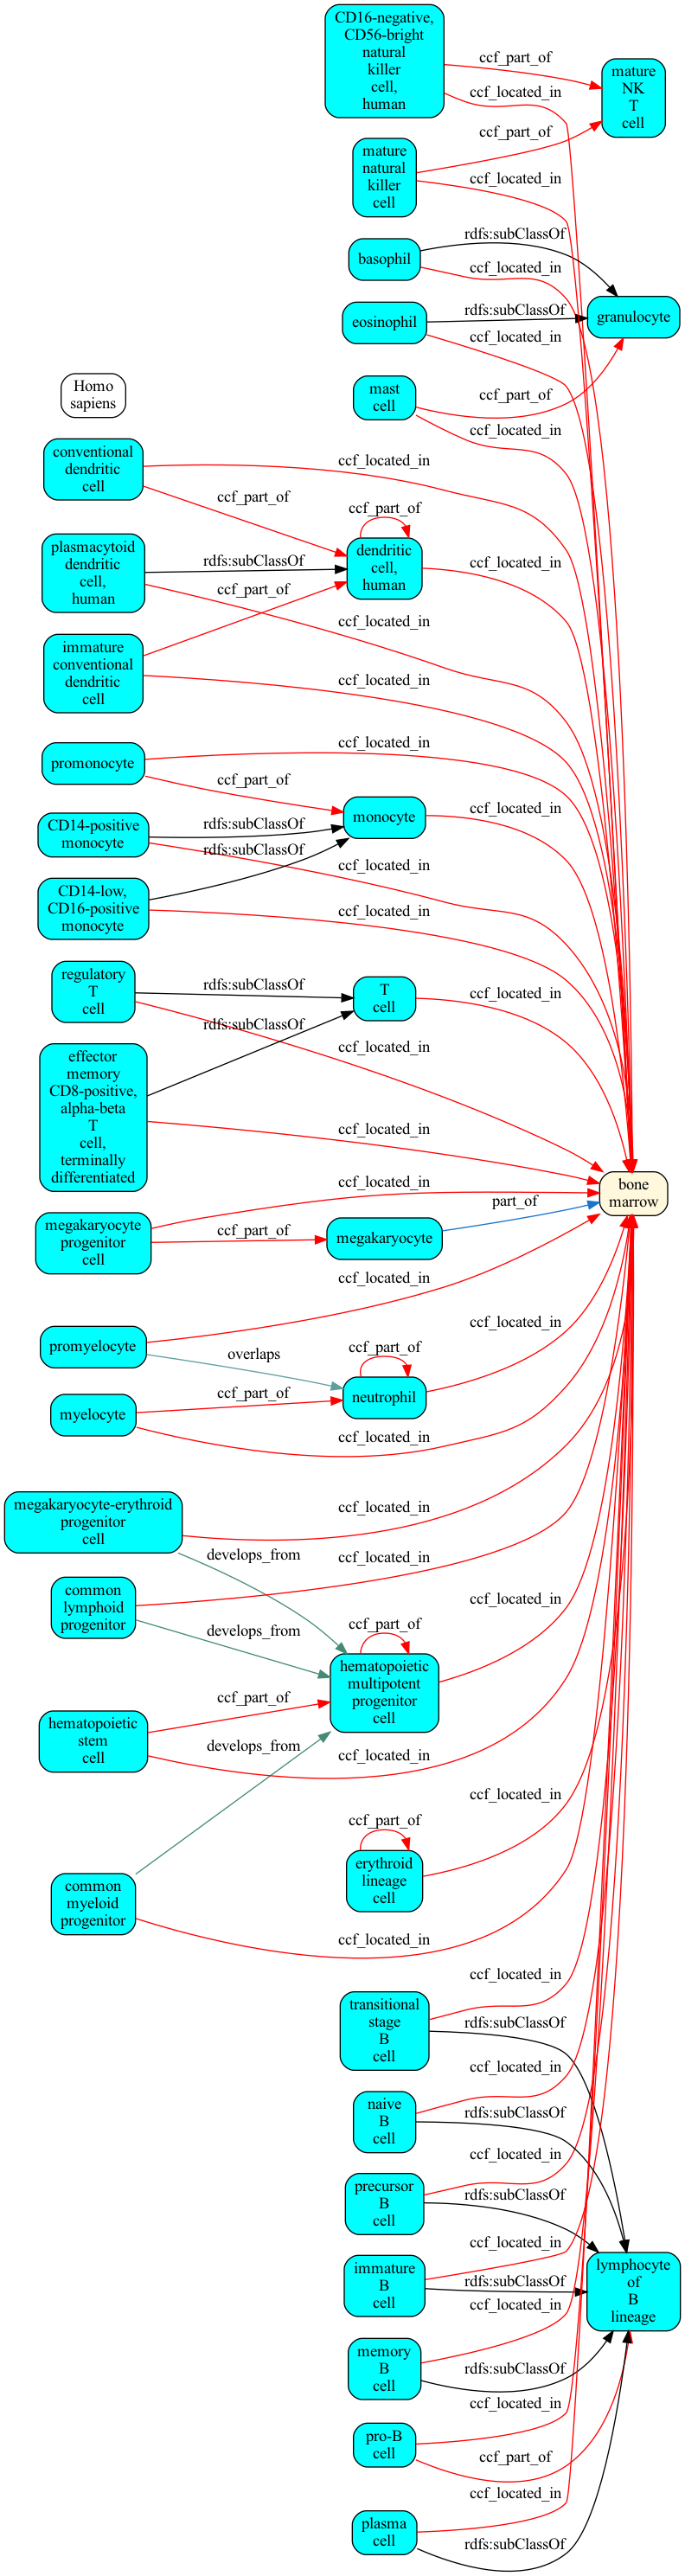 CD16-negative,
CD56-bright
natural
killer
cell,
human
ccf_part_of
ccf_located_in
mature
NK
T
cell
mature
natural
killer
cell
ccf_part_of
ccf_located_in
basophil
rdfs:subClassOf
ccf_located_in
eosinophil
rdfs:subClassOf
ccf_located_in
granulocyte
mast
cell
ccf_part_of
ccf_located_in
Homo
sapiens
conventional
dendritic
cell
ccf_located_in
ccf_part_of
plasmacytoid
dendritic
cell,
human
rdfs:subClassOf
ccf_located_in
ccf_part_of
dendritic
cell,
human
ccf_located_in
immature
conventional
dendritic
cell
ccf_part_of
ccf_located_in
promonocyte
ccf_located_in
ccf_part_of
monocyte
ccf_located_in
CD14-positive
monocyte
rdfs:subClassOf
ccf_located_in
CD14-low,
CD16-positive
monocyte
rdfs:subClassOf
ccf_located_in
regulatory
T
cell
rdfs:subClassOf
ccf_located_in
T
cell
ccf_located_in
effector
memory
CD8-positive,
alpha-beta
T
cell,
terminally
differentiated
rdfs:subClassOf
ccf_located_in
bone
marrow
megakaryocyte
progenitor
cell
ccf_located_in
ccf_part_of
megakaryocyte
part_of
promyelocyte
ccf_located_in
overlaps
ccf_part_of
neutrophil
ccf_located_in
myelocyte
ccf_part_of
ccf_located_in
megakaryocyte-erythroid
progenitor
cell
ccf_located_in
develops_from
common
lymphoid
progenitor
ccf_located_in
develops_from
ccf_part_of
hematopoietic
multipotent
progenitor
cell
ccf_located_in
hematopoietic
stem
cell
ccf_part_of
ccf_located_in
develops_from
common
myeloid
progenitor
ccf_located_in
ccf_part_of
erythroid
lineage
cell
ccf_located_in
transitional
stage
B
cell
ccf_located_in
rdfs:subClassOf
naive
B
cell
ccf_located_in
rdfs:subClassOf
precursor
B
cell
ccf_located_in
rdfs:subClassOf
immature
B
cell
ccf_located_in
rdfs:subClassOf
lymphocyte
of
B
lineage
memory
B
cell
ccf_located_in
rdfs:subClassOf
pro-B
cell
ccf_located_in
ccf_part_of
plasma
cell
ccf_located_in
rdfs:subClassOf